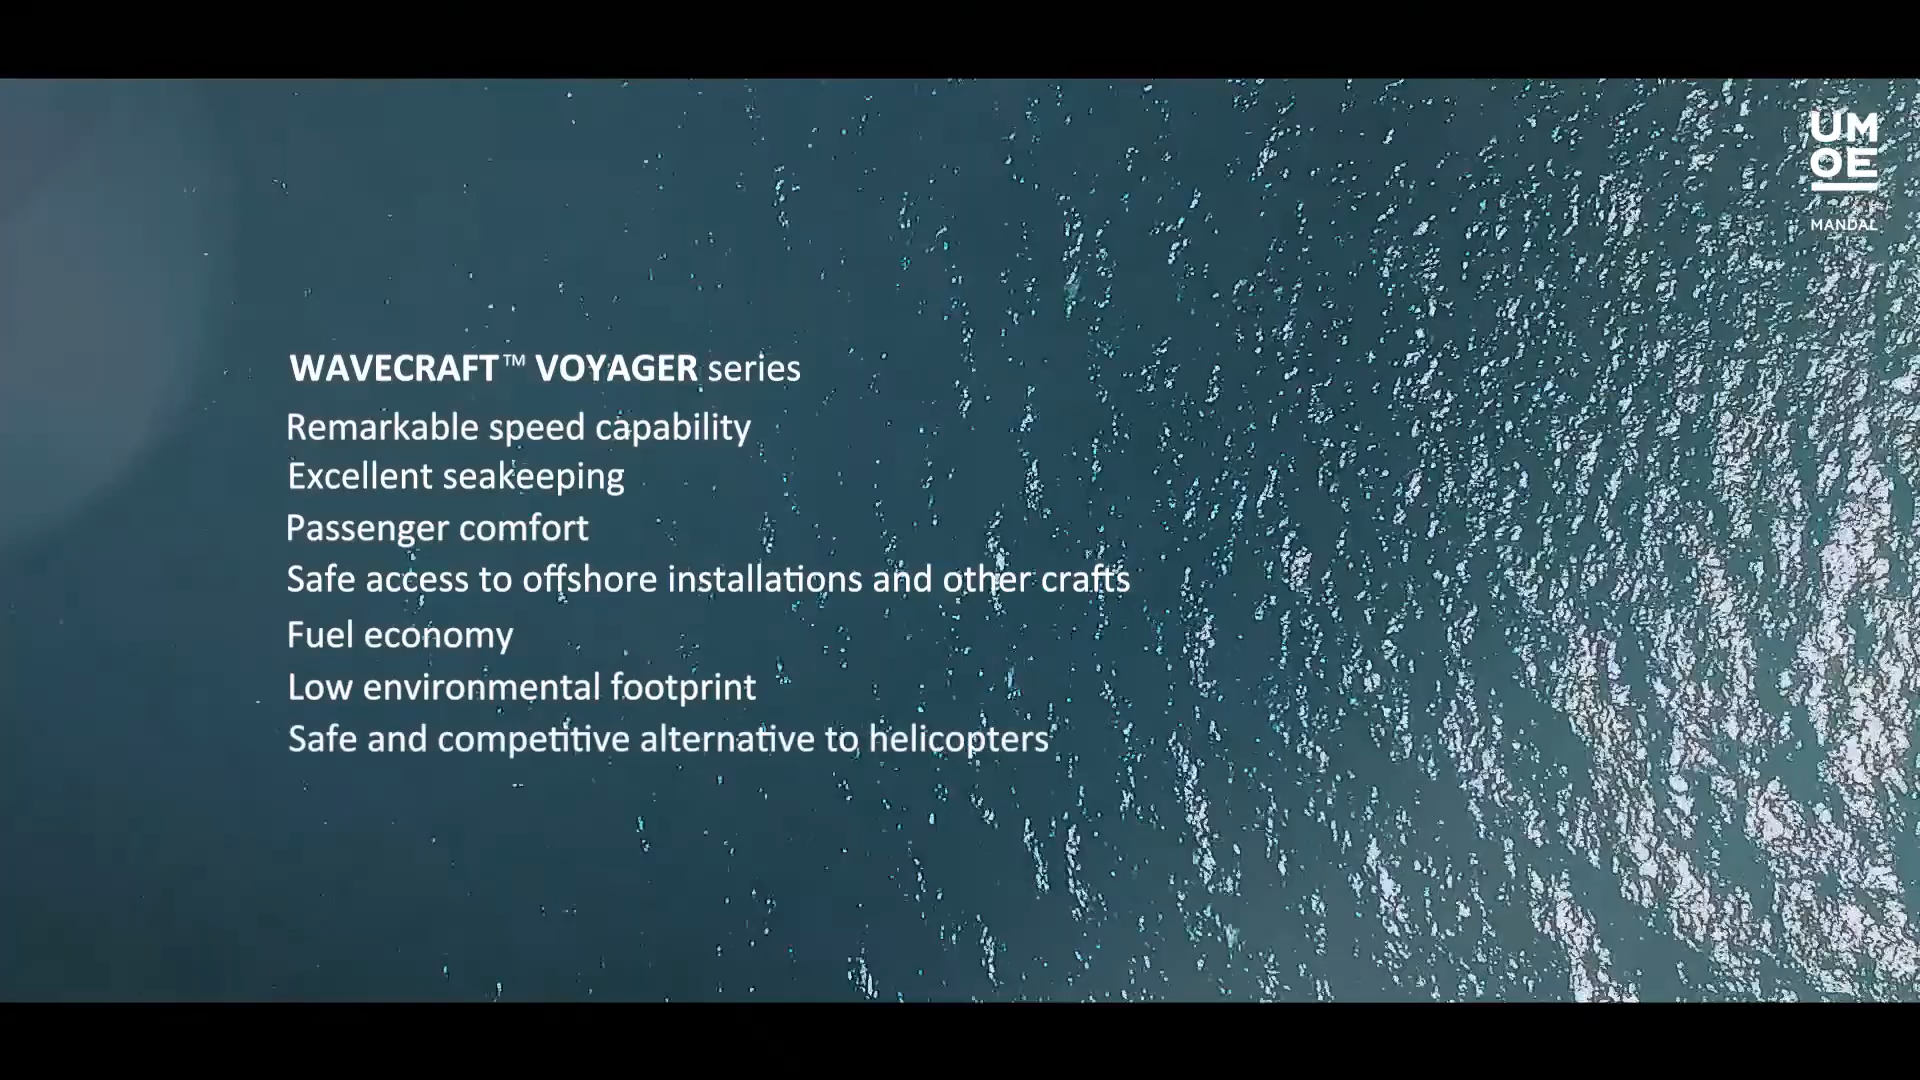 UM
OE
MANDAL
WAVECRAFT™ VOYAGER series
Remarkable speed capability
Excellent seakeeping
Passenger comfort
Safe access to offshore installations and other crafts
Fuel economy
Low environmental footprint
Safe and competitive alternative to helicopters